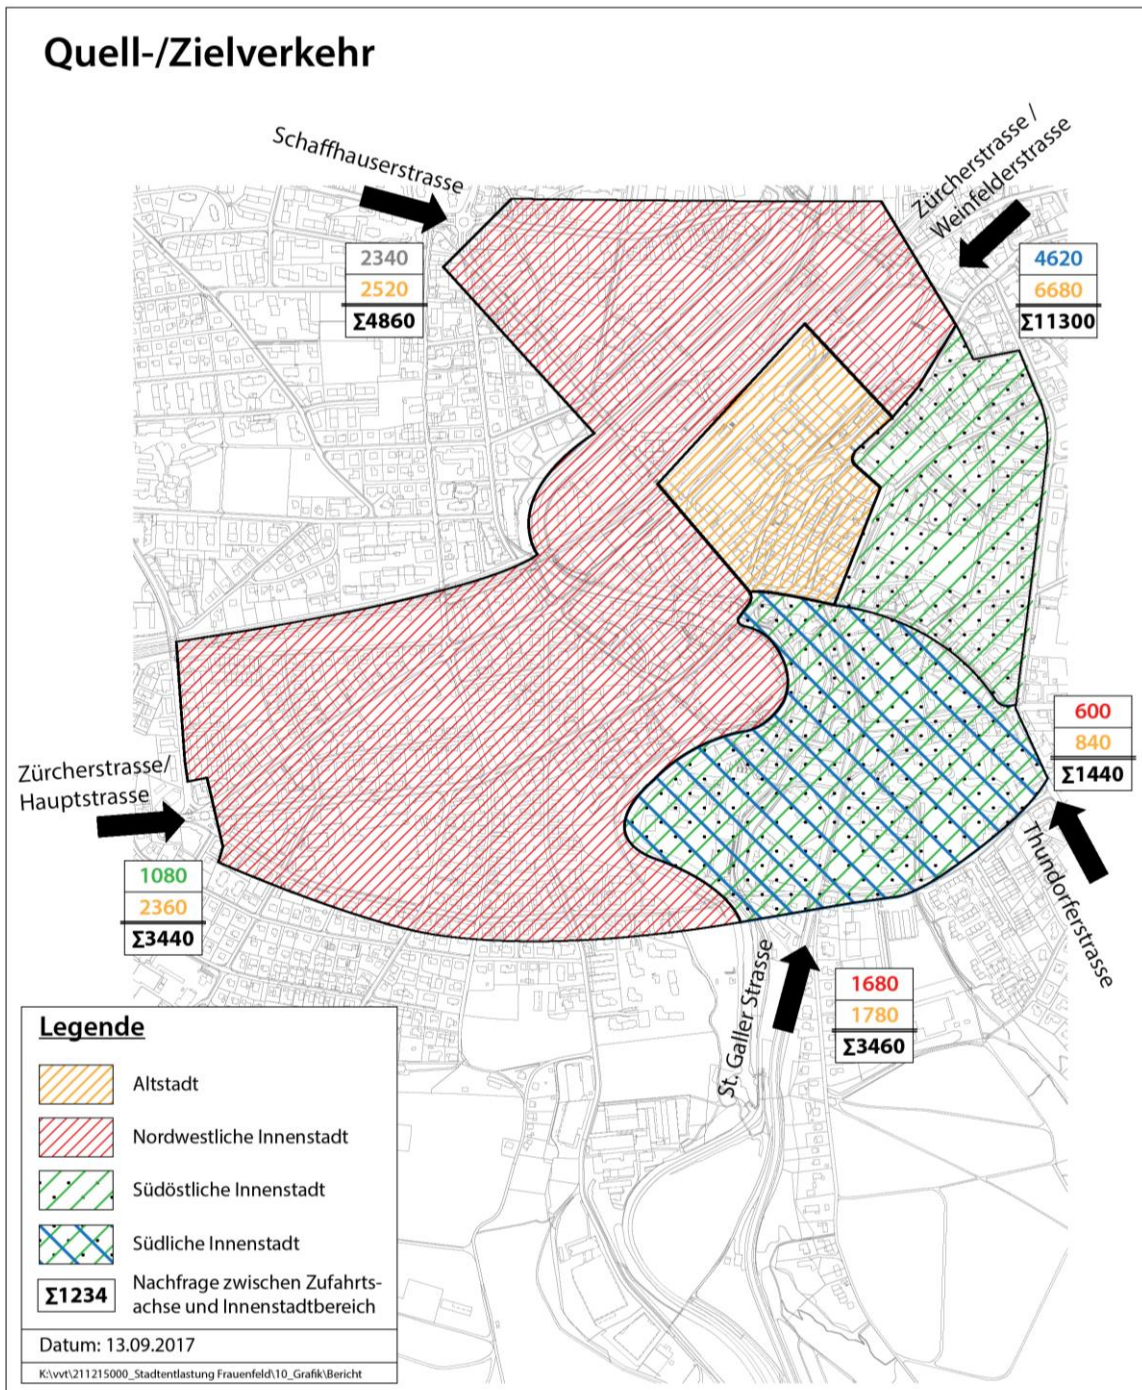 Quell-/Zielverkehr
Schaffhauserstrasse
2340
2520
Σ4860
Zürcherstrasse /
Weinfelderstrasse
4620
6680
Σ11300
600
840
Σ1440
Thundorferstrasse
Zürcherstrasse/
Hauptstrasse
1080
2360
Σ3440
St. Galler Strasse
1680
1780
Σ3460
Legende
Altstadt
Nordwestliche Innenstadt
Südöstliche Innenstadt
Südliche Innenstadt
Σ1234
Nachfrage zwischen Zufahrts-
achse und Innenstadtbereich
Datum: 13.09.2017
K:\vvt\211215000_Stadtentlastung Frauenfeld\10_Grafik\Bericht